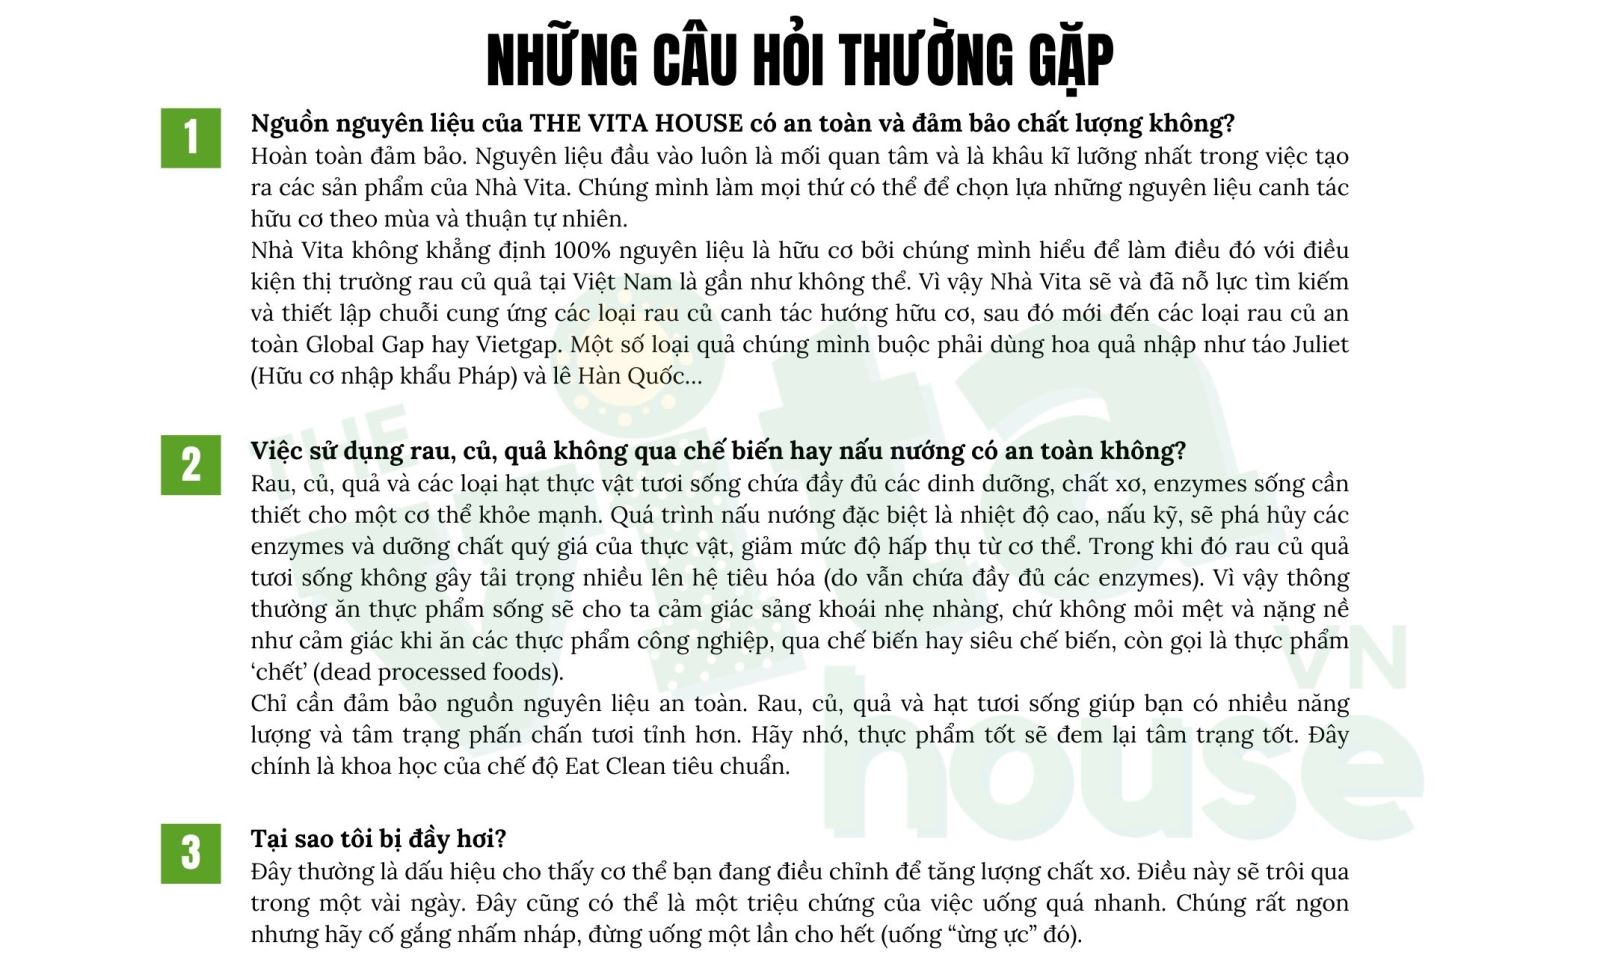 NHỮNG CÂU HỎI THƯỜNG GẶP
1
Nguồn nguyên liệu của THE VITA HOUSE có an toàn và đảm bảo chất lượng không?
Hoàn toàn đảm bảo. Nguyên liệu đầu vào luôn là mối quan tâm và là khâu kĩ lưỡng nhất trong việc tạo
ra các sản phẩm của Nhà Vita. Chúng mình làm mọi thứ có thể để chọn lựa những nguyên liệu canh tác
hữu cơ theo mùa và thuận tự nhiên.
Nhà Vita không khẳng định 100% nguyên liệu là hữu cơ bởi chúng mình hiểu để làm điều đó với điều
kiện thị trường rau củ quả tại Việt Nam là gần như không thể. Vì vậy Nhà Vita sẽ và đã nỗ lực tìm kiếm
và thiết lập chuỗi cung ứng các loại rau củ canh tác hướng hữu cơ, sau đó mới đến các loại rau củ an
toàn Global Gap hay Vietgap. Một số loại quả chúng mình buộc phải dùng hoa quả nhập như táo Juliet
(Hữu cơ nhập khẩu Pháp) và lê Hàn Quốc...
2
Việc sử dụng rau, củ, quả không qua chế biến hay nấu nướng có an toàn không?
Rau, củ, quả và các loại hạt thực vật tươi sống chứa đầy đủ các dinh dưỡng, chất xơ, enzymes sống cần
thiết cho một cơ thể khỏe mạnh. Quá trình nấu nướng đặc biệt là nhiệt độ cao, nấu kỹ, sẽ phá hủy các
enzymes và dưỡng chất quý giá của thực vật, giảm mức độ hấp thụ từ cơ thể. Trong khi đó rau củ quả
tươi sống không gây tải trọng nhiều lên hệ tiêu hóa (do vẫn chứa đầy đủ các enzymes). Vì vậy thông
thường ăn thực phẩm sống sẽ cho ta cảm giác sảng khoái nhẹ nhàng, chứ không mỏi mệt và nặng nề
như cảm giác khi ăn các thực phẩm công nghiệp, qua chế biến hay siêu chế biến, còn gọi là thực phẩm
‘chết’ (dead processed foods).
Chỉ cần đảm bảo nguồn nguyên liệu an toàn. Rau, củ, quả và hạt tươi sống giúp bạn có nhiều năng
lượng và tâm trạng phấn chấn tươi tỉnh hơn. Hãy nhớ, thực phẩm tốt sẽ đem lại tâm trạng tốt. Đây
chính là khoa học của chế độ Eat Clean tiêu chuẩn.
3
Tại sao tôi bị đầy hơi?
Đây thường là dấu hiệu cho thấy cơ thể bạn đang điều chỉnh để tăng lượng chất xơ. Điều này sẽ trôi qua
trong một vài ngày. Đây cũng có thể là một triệu chứng của việc uống quá nhanh. Chúng rất ngon
nhưng hãy cố gắng nhấm nháp, đừng uống một lần cho hết (uống “ừng ực” đó).
THE
vita
VN
house